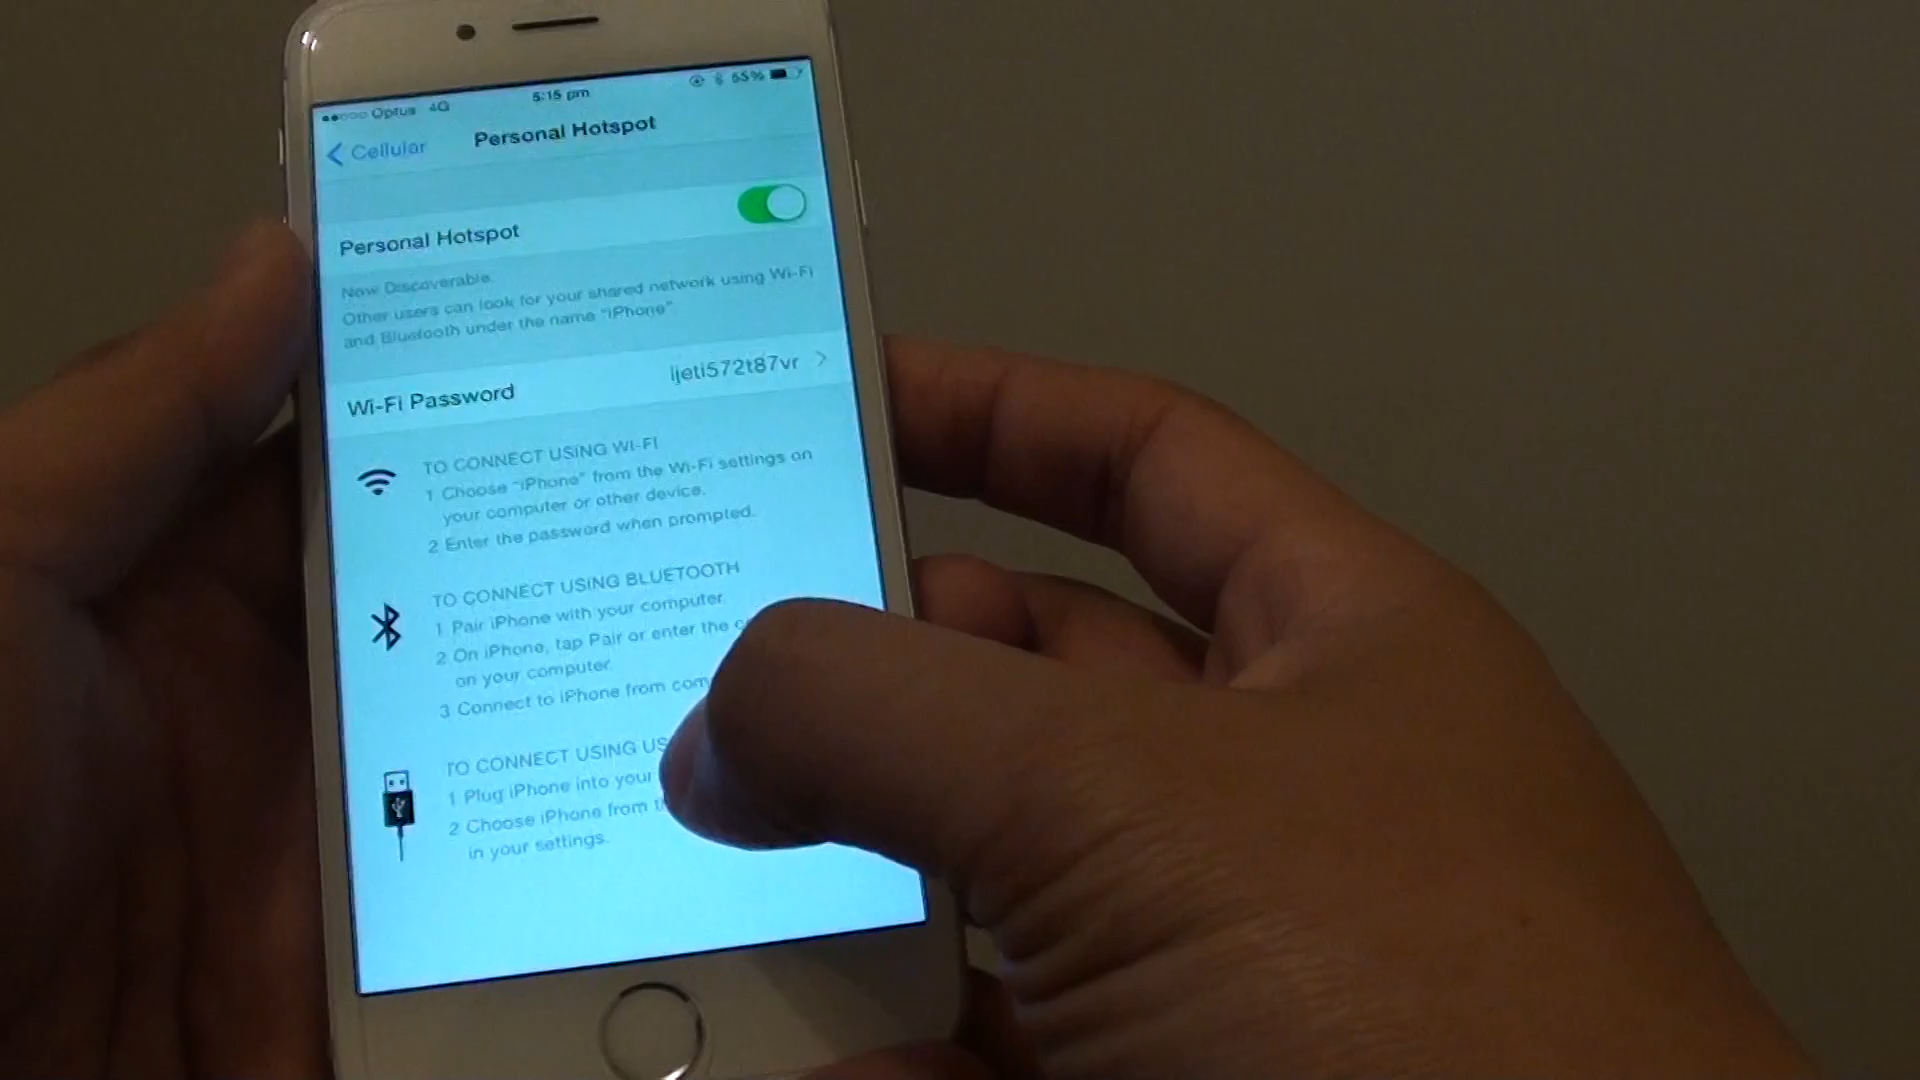 Optus 4G 5:15 pm 55%
Cellular Personal Hotspot
Personal Hotspot
Now Discoverable.
Other users can look for your shared network using Wi-Fi
and Bluetooth under the name "iPhone"
Wi-Fi Password ljeti572t87vr
TO CONNECT USING WI-FI
1 Choose "iPhone" from the Wi-Fi settings on
your computer or other device.
2 Enter the password when prompted.
TO CONNECT USING BLUETOOTH
1 Pair iPhone with your computer.
2 On iPhone, tap Pair or enter the
on your computer.
3 Connect to iPhone from
TO CONNECT USING
1 Plug iPhone into your
2 Choose iPhone from
in your settings.